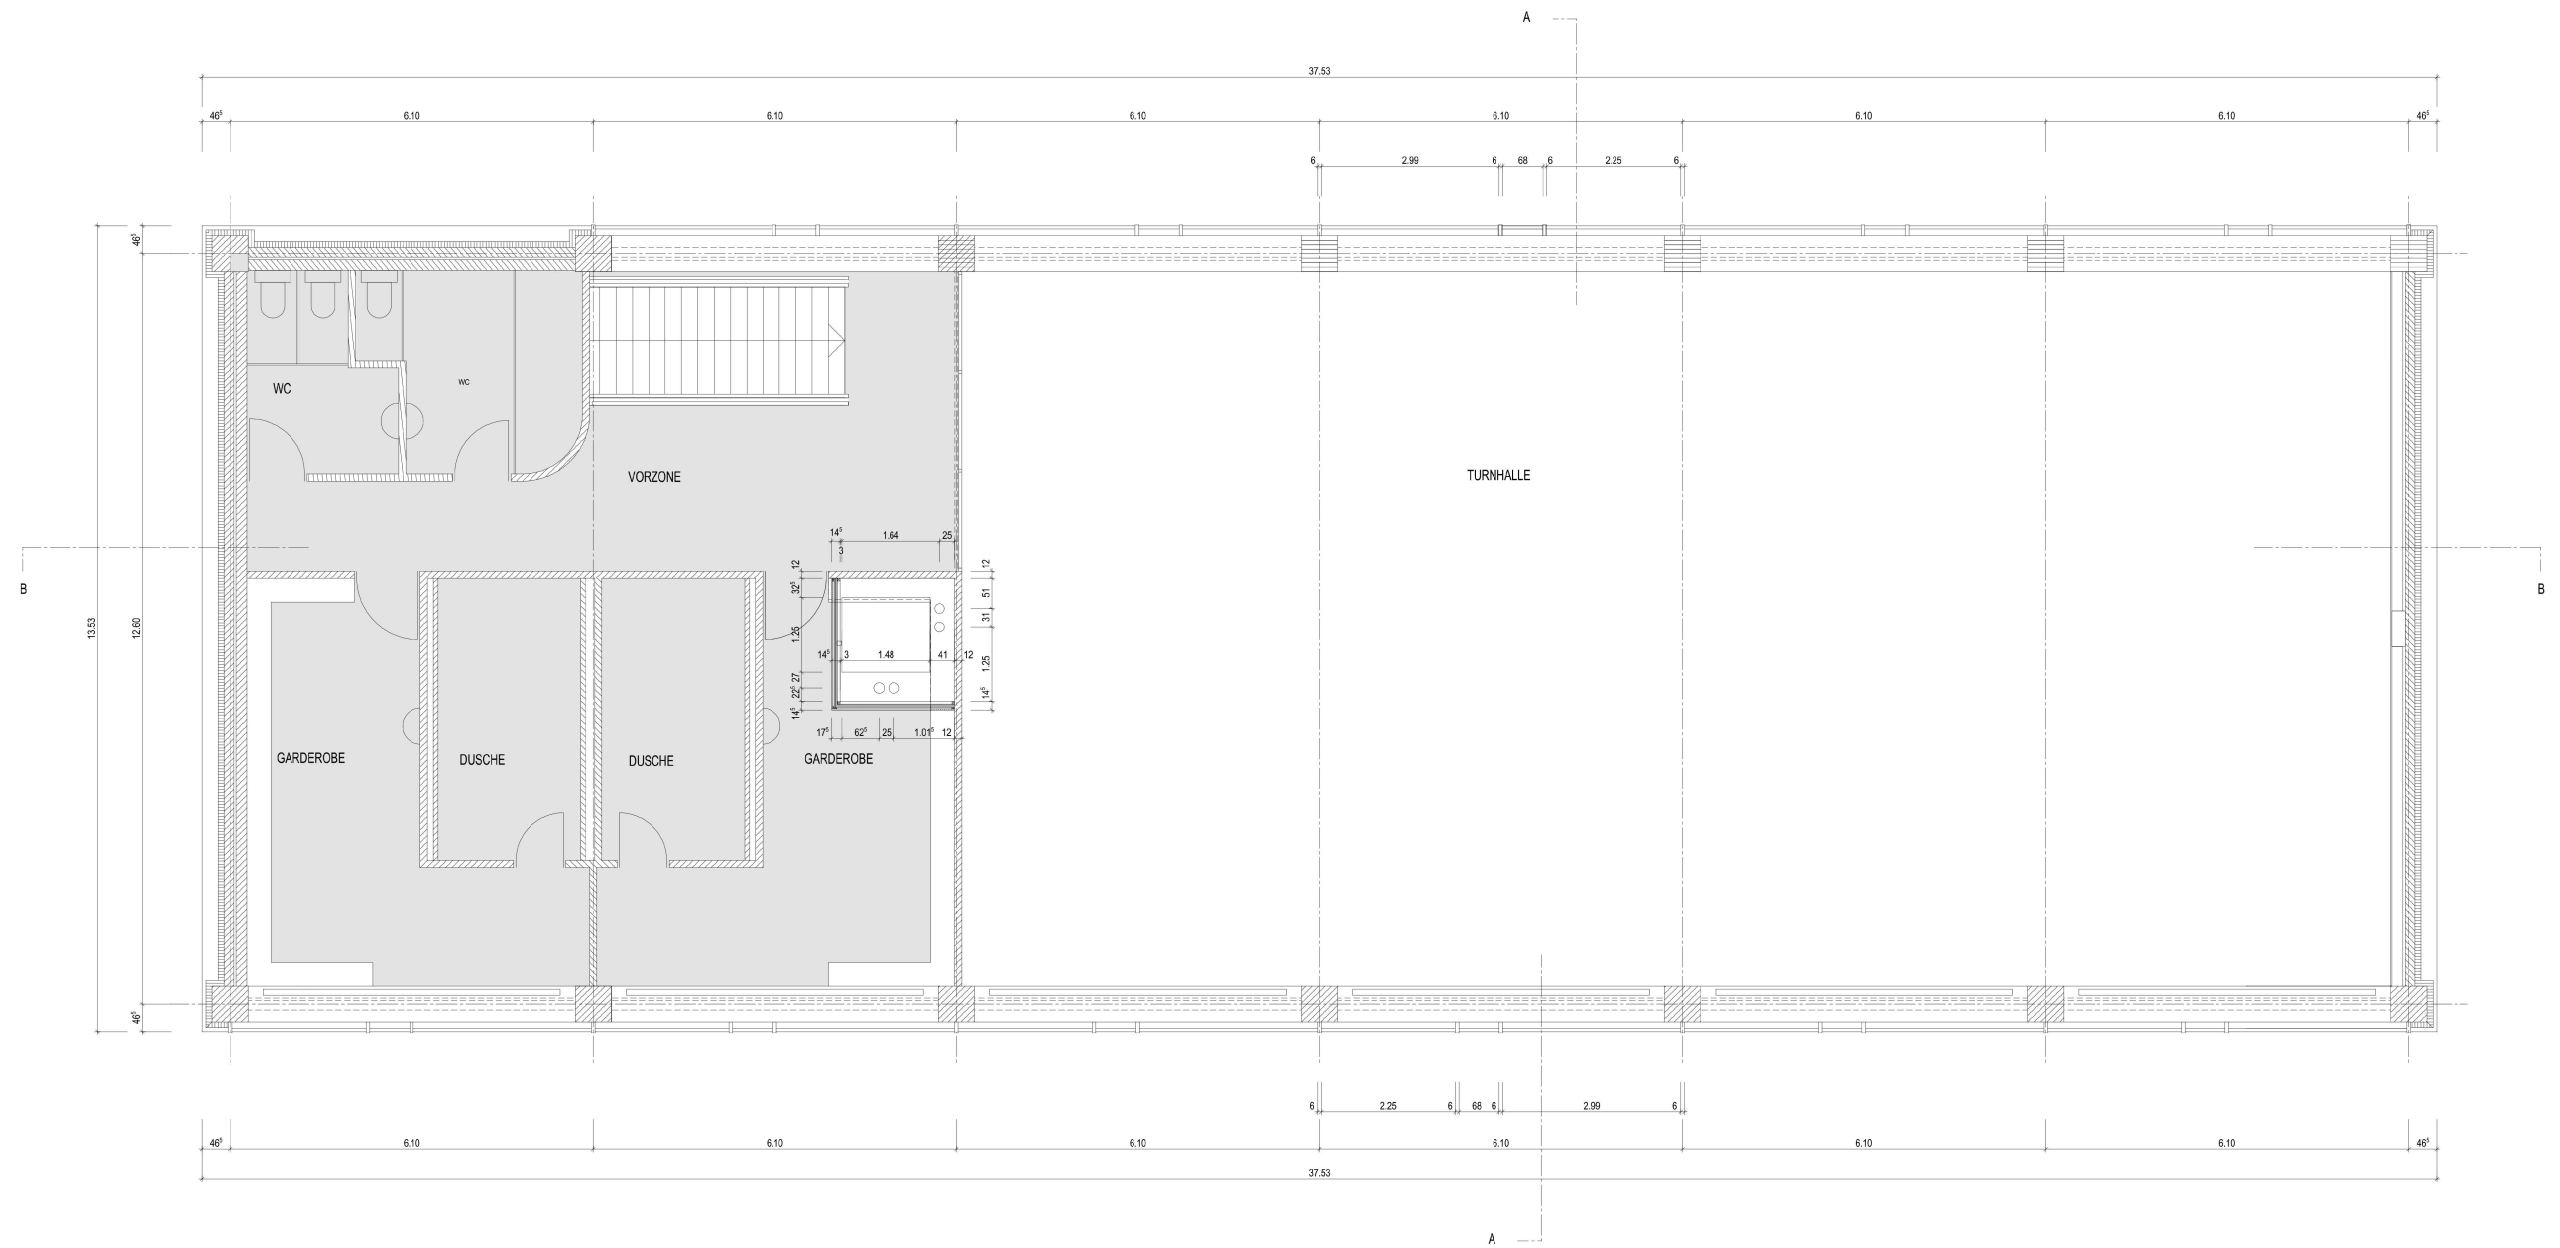 A
37.53
46⁵ 6.10 6.10 6.10 6.10 6.10 6.10 46⁵
6 2.99 6 68 6 2.25 6
46⁵
WC
WC
VORZONE
TURNHALLE
14⁵ 1.64 25
3
B
B
13.53
12.60
12
32⁵
1.25
27
22⁵
14⁵
12
51
31
1.25
14⁵
14⁵ 3 1.48 41 12
17⁵ 62⁵ 25 1.01⁵ 12
GARDEROBE
DUSCHE
DUSCHE
GARDEROBE
46⁵
6 2.25 6 68 6 2.99 6
46⁵ 6.10 6.10 6.10 6.10 6.10 6.10 46⁵
37.53
A